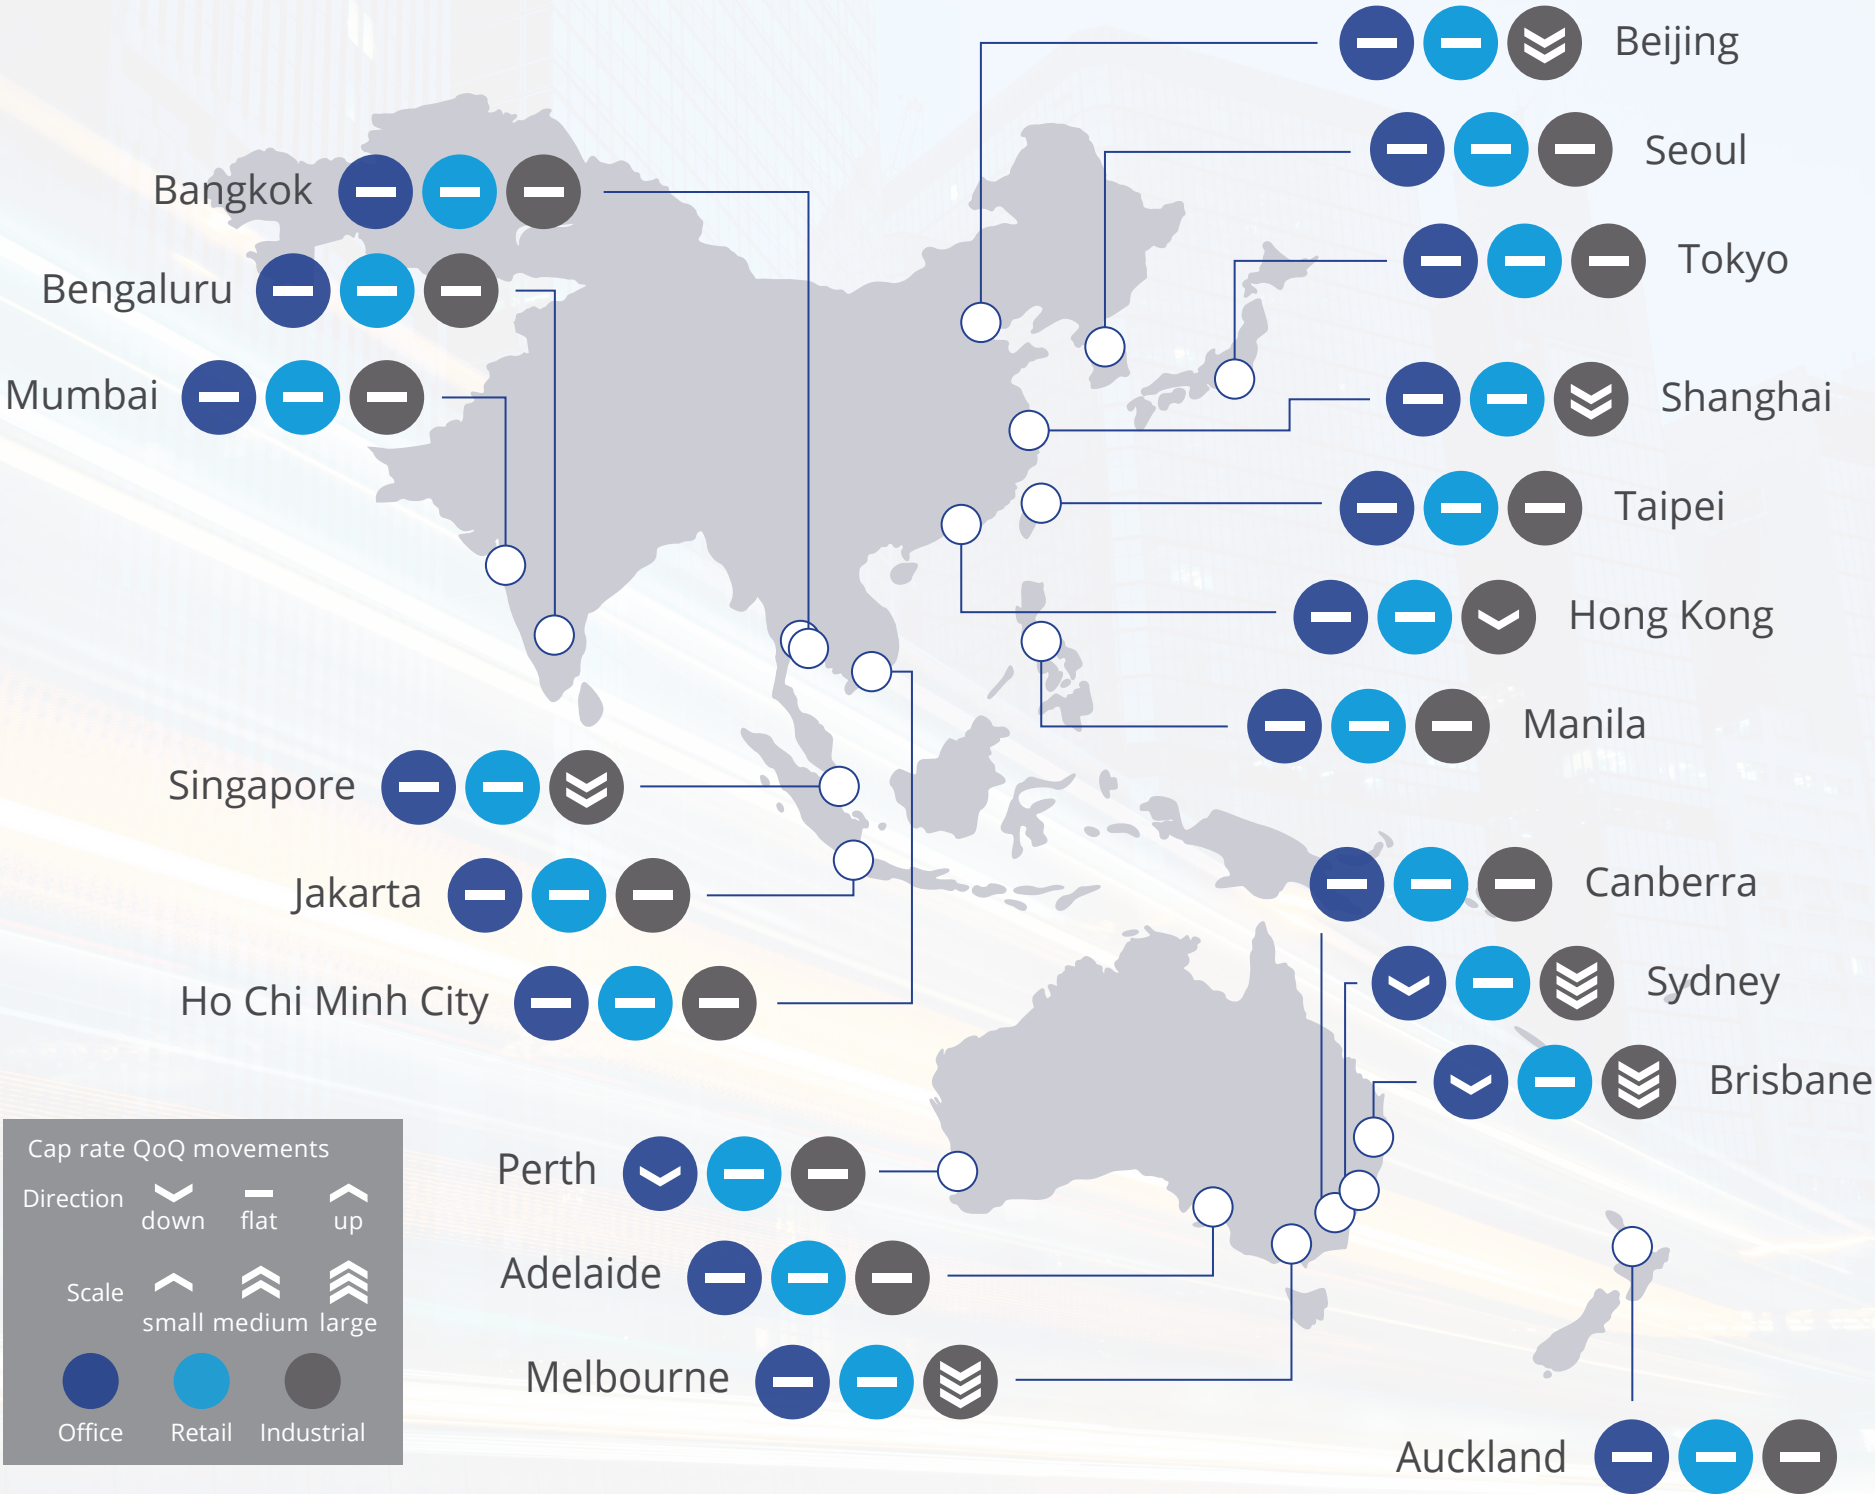 Beijing
Seoul
Bangkok
Tokyo
Bengaluru
Mumbai
Shanghai
Taipei
Hong Kong
Manila
Singapore
Canberra
Jakarta
Sydney
Ho Chi Minh City
Brisbane
Perth
Adelaide
Melbourne
Auckland
Cap rate QoQ movements
Direction
down flat up
Scale
small medium large
Office Retail Industrial